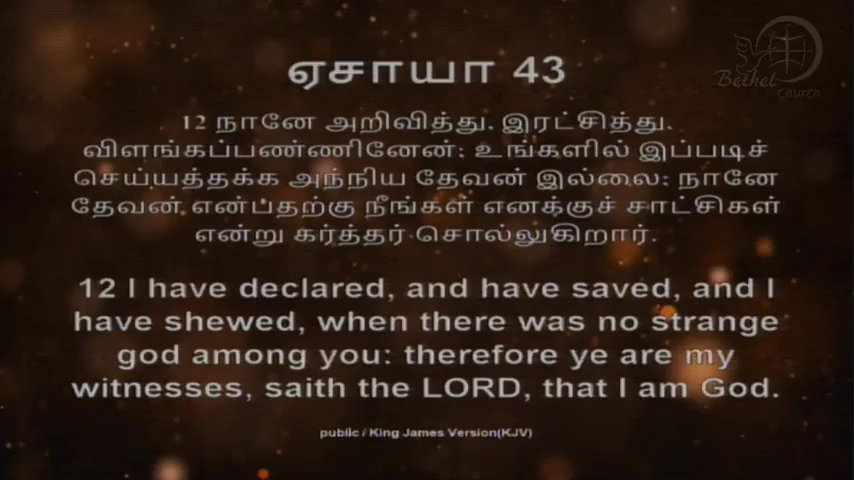 ஏசாயா 43
Bethel
Church
12 நானே அறிவித்து, இரட்சித்து,
விளங்கப்பண்ணினேன்; உங்களில் இப்படிச்
செய்யத்தக்க அந்நிய தேவன் இல்லை; நானே
தேவன் என்பதற்கு நீங்கள் எனக்குச் சாட்சிகள்
என்று கர்த்தர் சொல்லுகிறார்.
12 I have declared, and have saved, and I
have shewed, when there was no strange
god among you: therefore ye are my
witnesses, saith the LORD, that I am God.
public / King James Version(KJV)